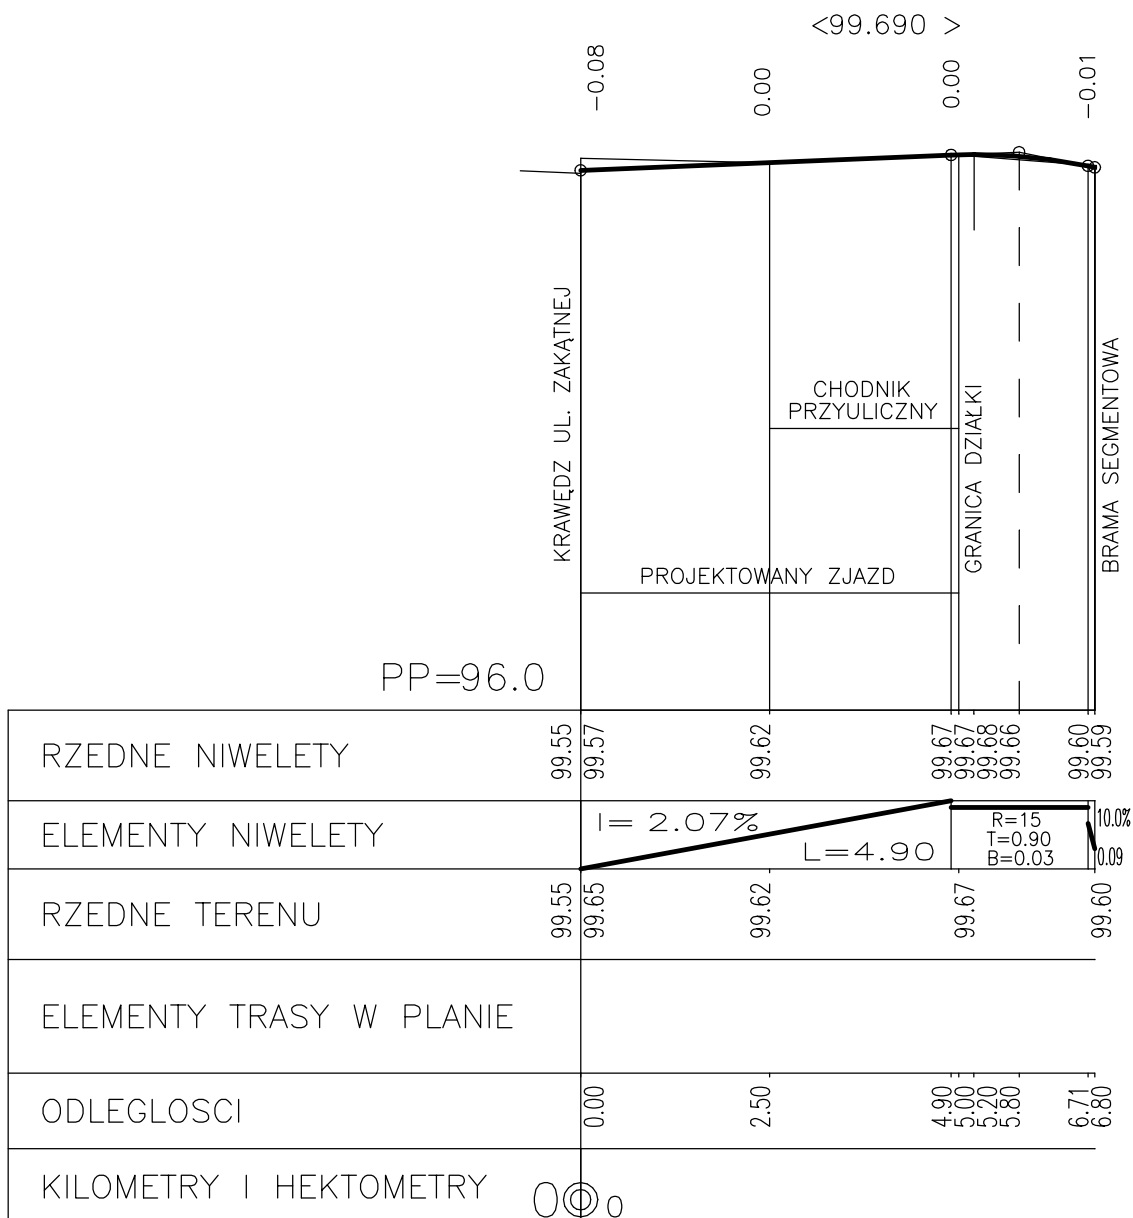 <99.690 >
-0.08
0.00
0.00
-0.01
KRAWĘDZ UL. ZAKĄTNEJ
CHODNIK
PRZYULICZNY
GRANICA DZIAŁKI
BRAMA SEGMENTOWA
PROJEKTOWANY ZJAZD
PP=96.0
RZEDNE NIWELETY
99.55
99.57
99.62
99.67
99.67
99.68
99.66
99.60
99.59
ELEMENTY NIWELETY
I= 2.07%
L=4.90
R=15
T=0.90
B=0.03
10.0%
0.09
RZEDNE TERENU
99.55
99.65
99.62
99.67
99.60
ELEMENTY TRASY W PLANIE
ODLEGLOSCI
0.00
2.50
4.90
5.00
5.20
5.80
6.71
6.80
KILOMETRY I HEKTOMETRY
0
0